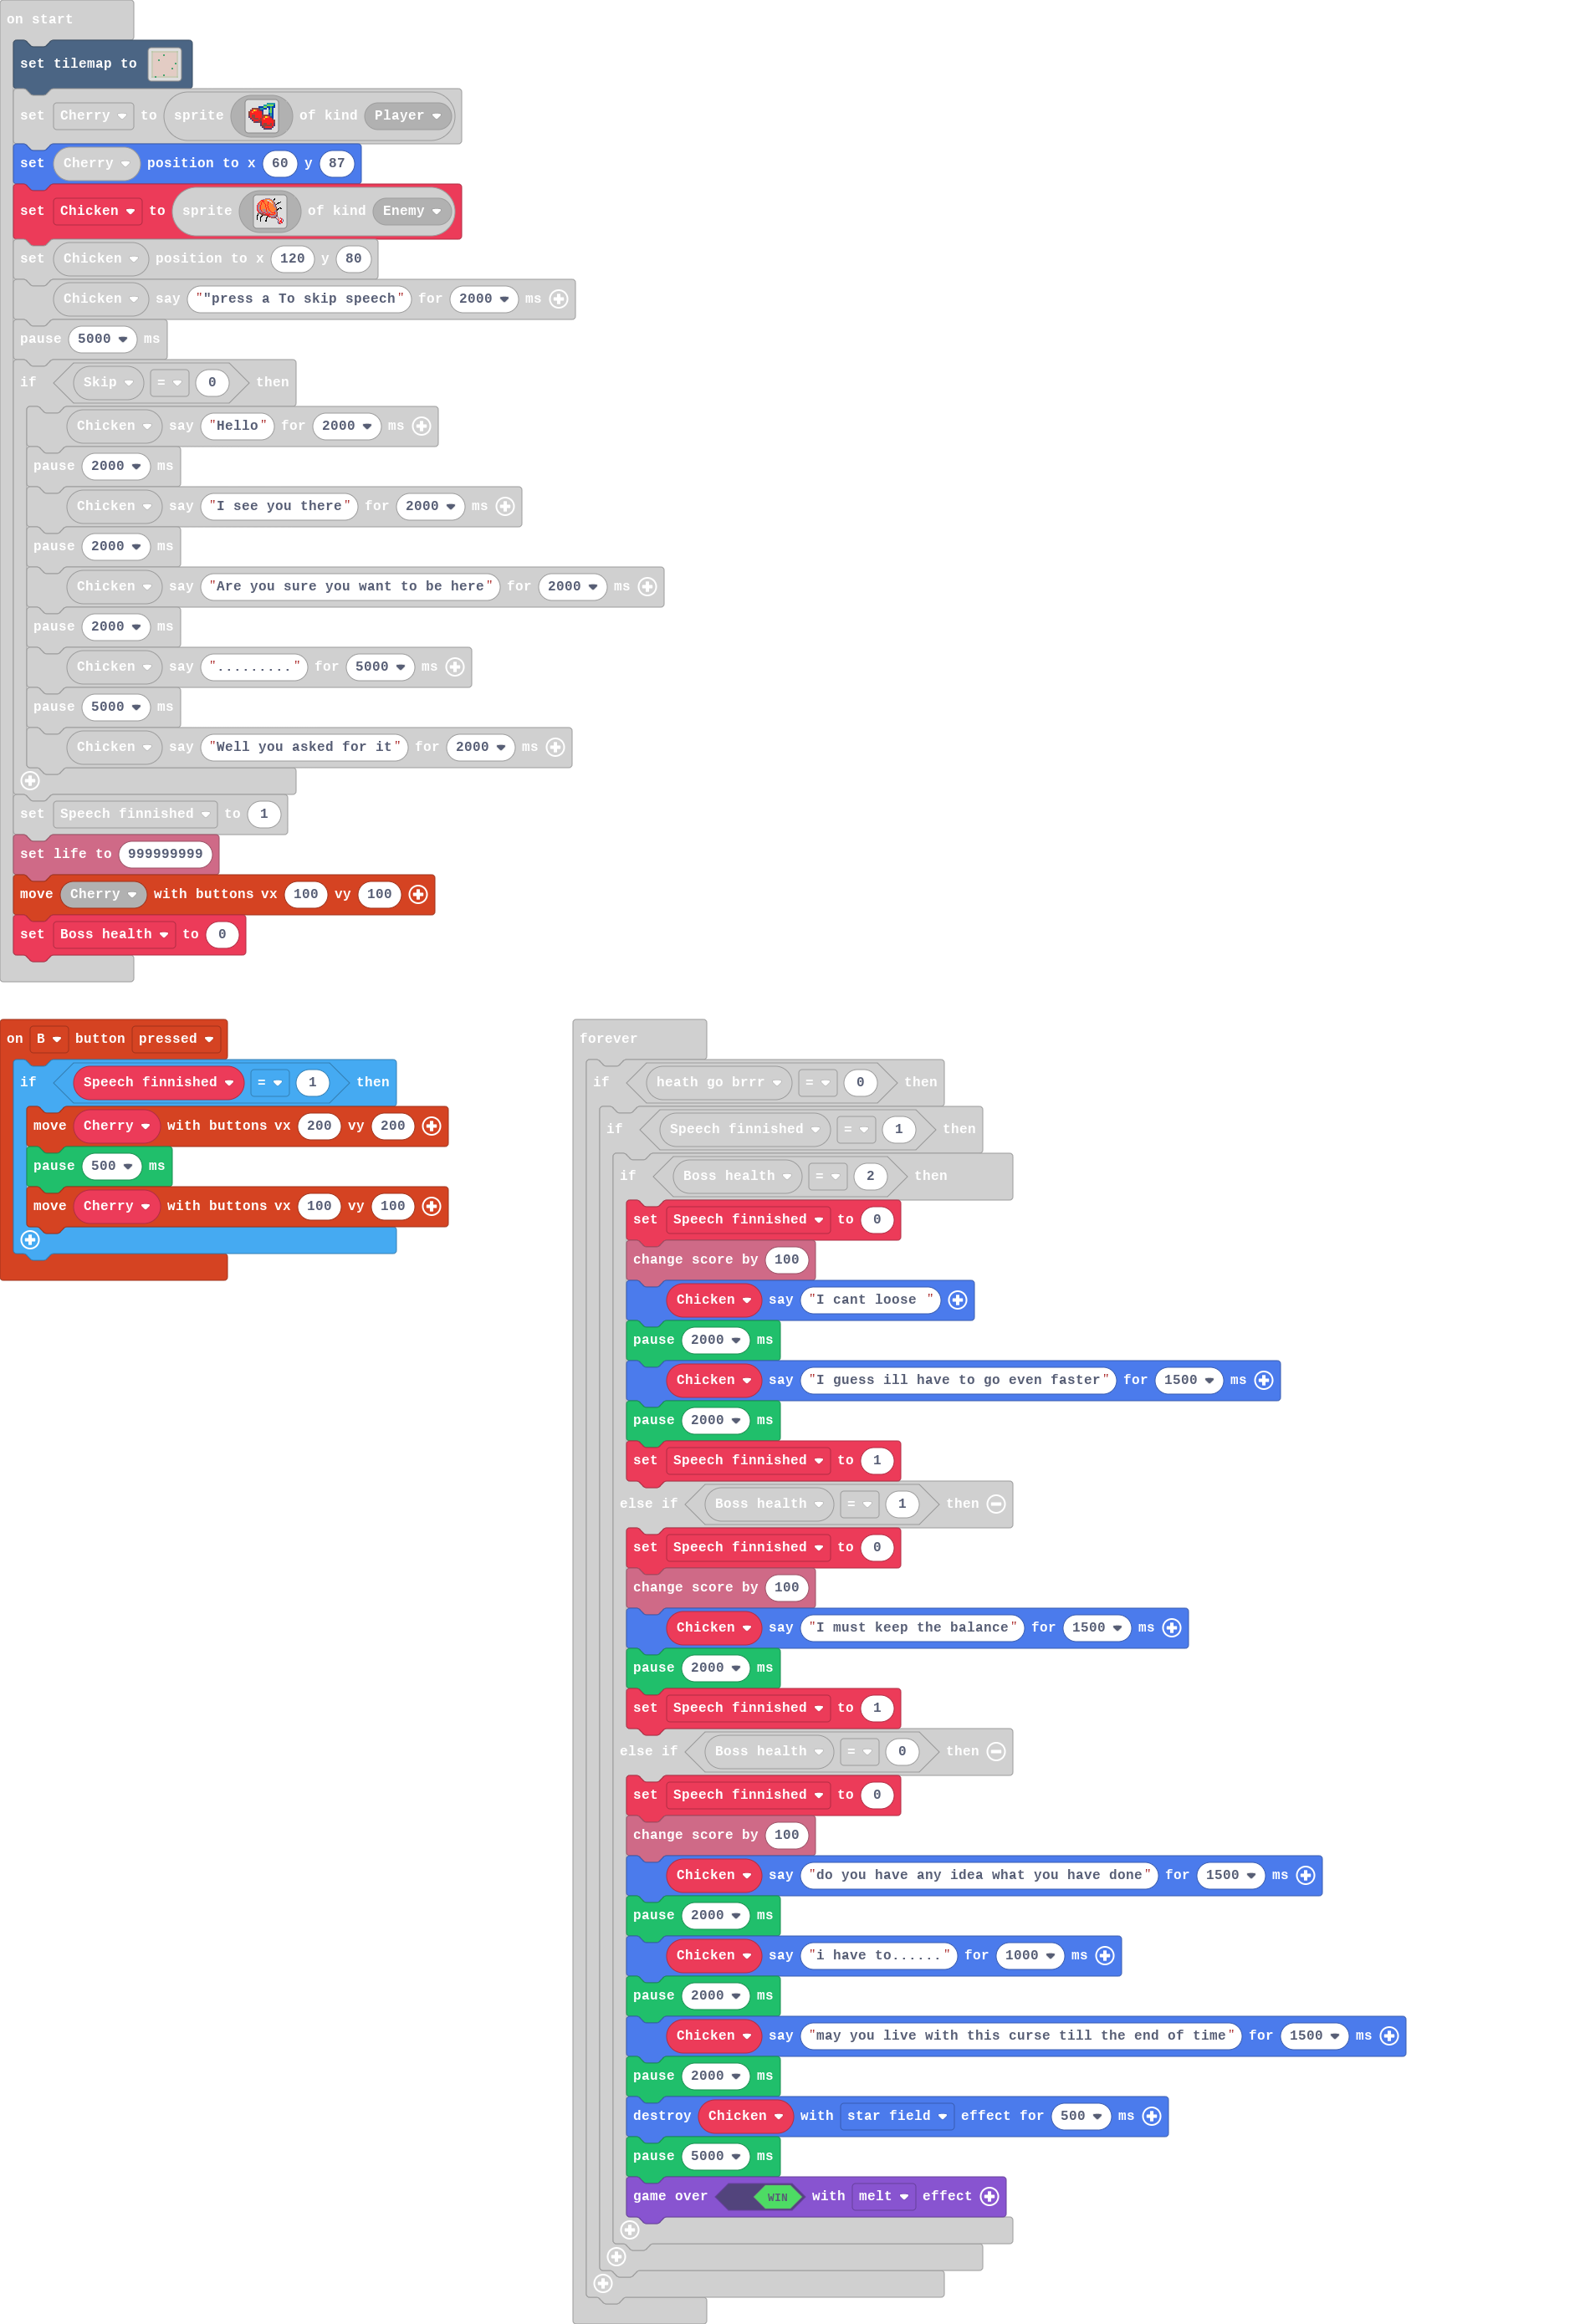 on start
set tilemap to
set Cherry to sprite of kind Player
set Cherry position to x 60 y 87
set Chicken to sprite of kind Enemy
set Chicken position to x 120 y 80
Chicken say ""press a To skip speech" for 2000 ms
pause 5000 ms
if Skip = 0 then
Chicken say "Hello" for 2000 ms
pause 2000 ms
Chicken say "I see you there" for 2000 ms
pause 2000 ms
Chicken say "Are you sure you want to be here" for 2000 ms
pause 2000 ms
Chicken say "........." for 5000 ms
pause 5000 ms
Chicken say "Well you asked for it" for 2000 ms
set Speech finnished to 1
set life to 999999999
move Cherry with buttons vx 100 vy 100
set Boss health to 0
on B button pressed
if Speech finnished = 1 then
move Cherry with buttons vx 200 vy 200
pause 500 ms
move Cherry with buttons vx 100 vy 100
forever
if heath go brrr = 0 then
if Speech finnished = 1 then
if Boss health = 2 then
set Speech finnished to 0
change score by 100
Chicken say "I cant loose "
pause 2000 ms
Chicken say "I guess ill have to go even faster" for 1500 ms
pause 2000 ms
set Speech finnished to 1
else if Boss health = 1 then
set Speech finnished to 0
change score by 100
Chicken say "I must keep the balance" for 1500 ms
pause 2000 ms
set Speech finnished to 1
else if Boss health = 0 then
set Speech finnished to 0
change score by 100
Chicken say "do you have any idea what you have done" for 1500 ms
pause 2000 ms
Chicken say "i have to......" for 1000 ms
pause 2000 ms
Chicken say "may you live with this curse till the end of time" for 1500 ms
pause 2000 ms
destroy Chicken with star field effect for 500 ms
pause 5000 ms
game over WIN with melt effect